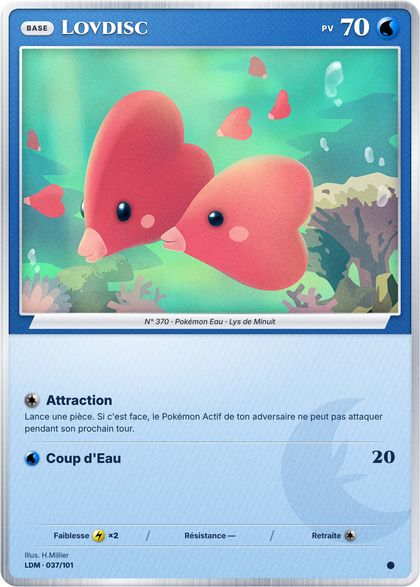 BASE Lovdisc PV 70
N° 370 · Pokémon Eau · Lys de Minuit
Attraction
Lance une pièce. Si c'est face, le Pokémon Actif de ton adversaire ne peut pas attaquer
pendant son prochain tour.
Coup d'Eau 20
Faiblesse ×2 / Résistance — / Retraite
Illus. H.Millier
LDM · 037/101